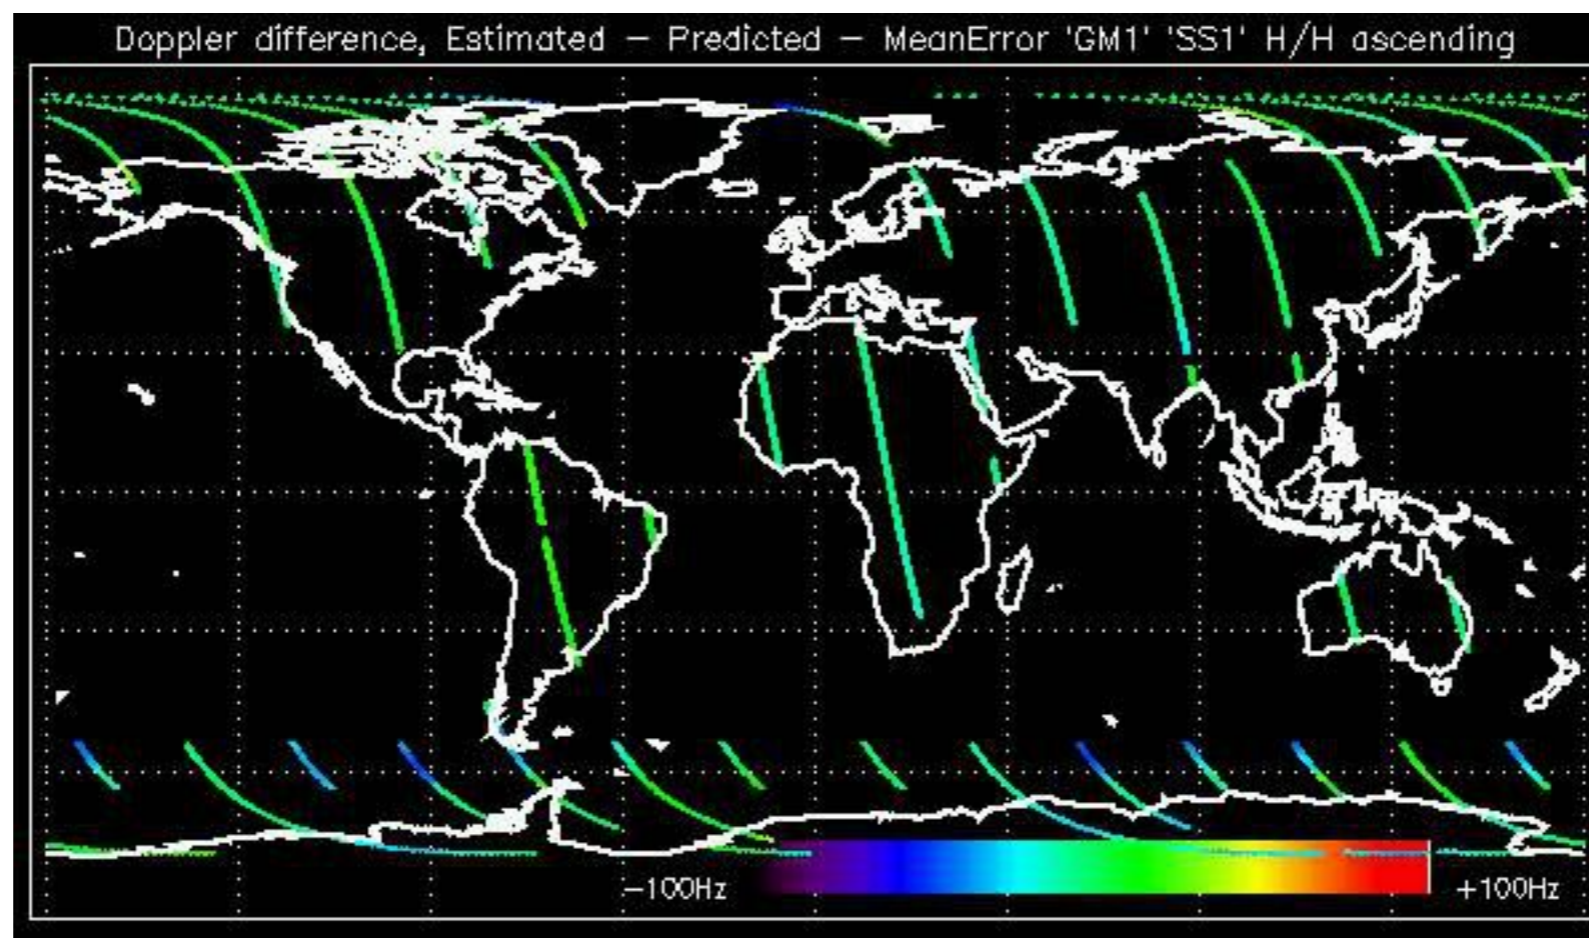 Doppler difference, Estimated – Predicted – MeanError 'GM1' 'SS1' H/H ascending
–100Hz +100Hz